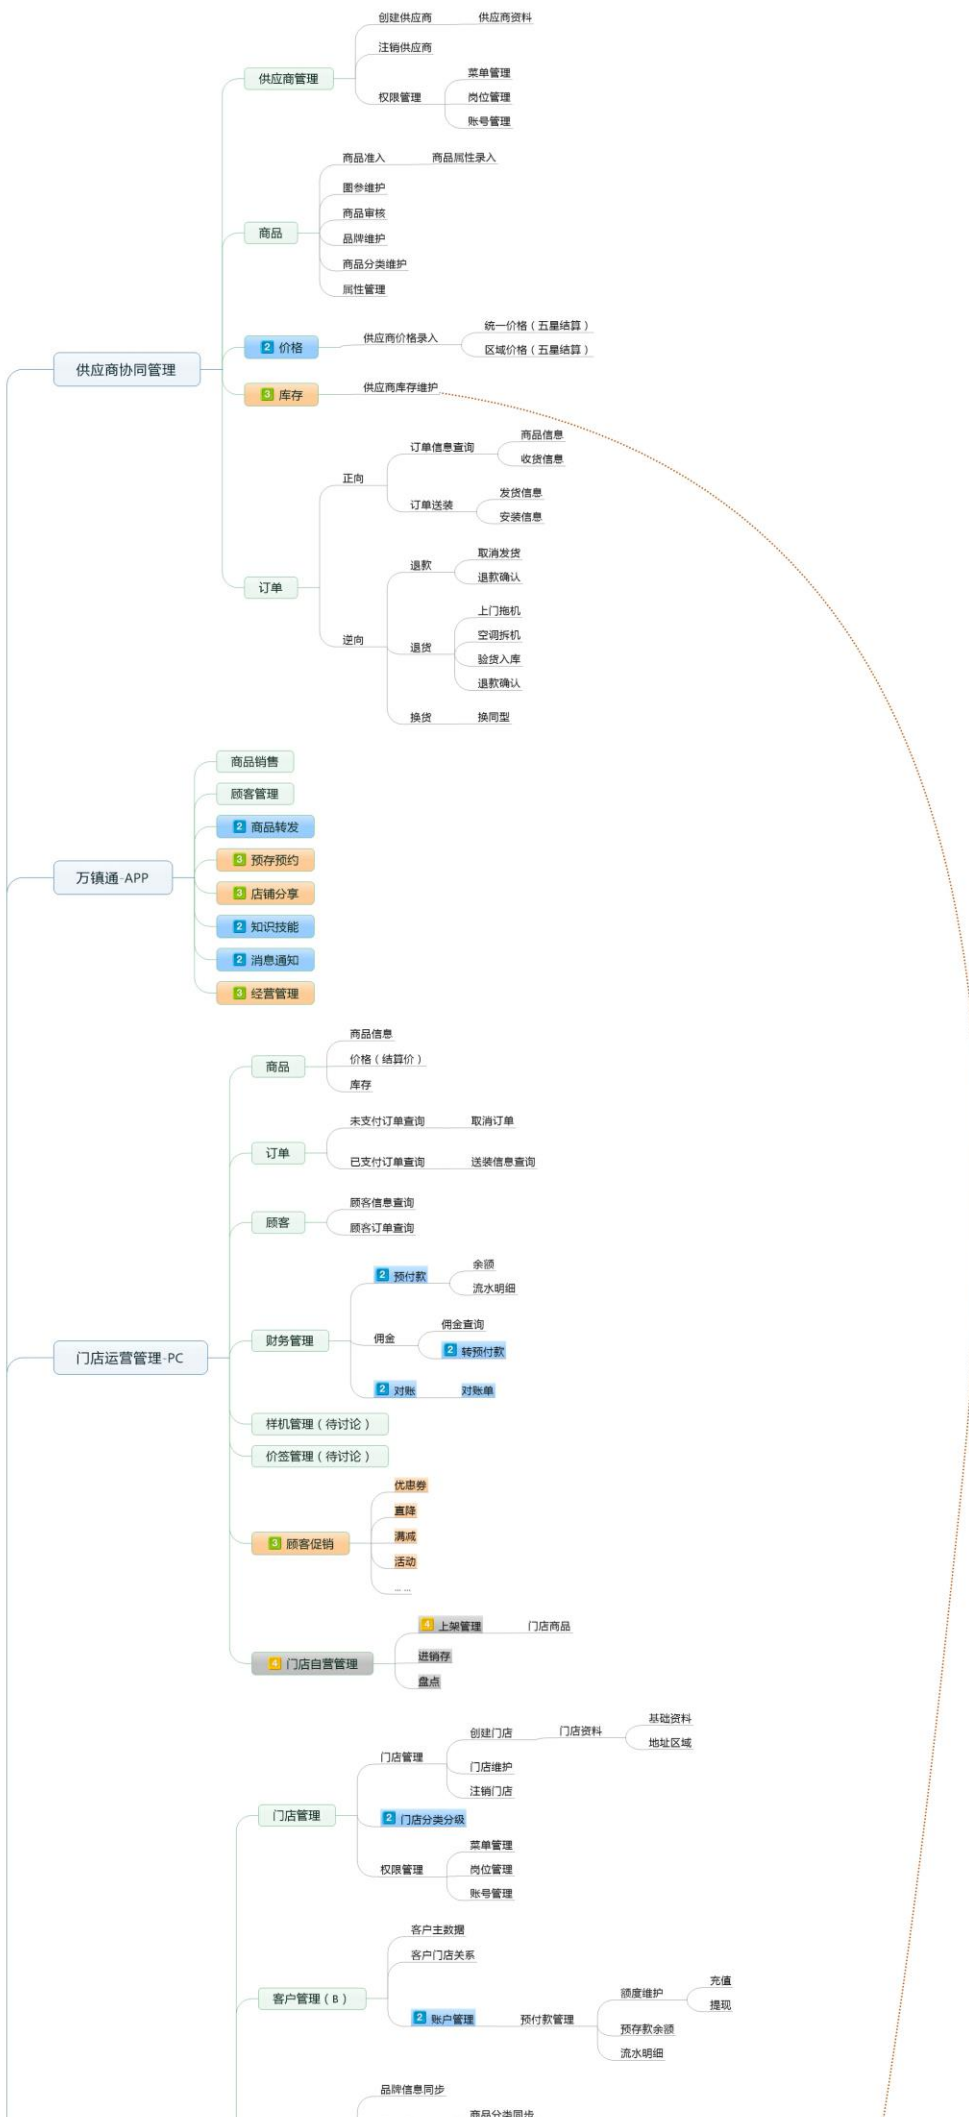 供应商协同管理
供应商管理
创建供应商
供应商资料
注销供应商
权限管理
菜单管理
岗位管理
账号管理
商品
商品准入
商品属性录入
图参维护
商品审核
品牌维护
商品分类维护
属性管理
2 价格
供应商价格录入
统一价格（五星结算）
区域价格（五星结算）
3 库存
供应商库存维护
订单
正向
订单信息查询
商品信息
收货信息
订单送装
发货信息
安装信息
逆向
退款
取消发货
退款确认
退货
上门拖机
空调拆机
验货入库
退款确认
换货
换同型
万镇通-APP
商品销售
顾客管理
2 商品转发
3 预存预约
3 店铺分享
2 知识技能
2 消息通知
3 经营管理
门店运营管理-PC
商品
商品信息
价格（结算价）
库存
订单
未支付订单查询
取消订单
已支付订单查询
送装信息查询
顾客
顾客信息查询
顾客订单查询
财务管理
2 预付款
余额
流水明细
佣金
佣金查询
2 转预付款
2 对账
对账单
样机管理（待讨论）
价签管理（待讨论）
3 顾客促销
优惠券
直降
满减
活动
... ...
4 门店自营管理
4 上架管理
门店商品
进销存
盘点
门店管理
门店管理
创建门店
门店资料
基础资料
地址区域
门店维护
注销门店
2 门店分类分级
权限管理
菜单管理
岗位管理
账号管理
客户管理（B）
客户主数据
客户门店关系
2 账户管理
预付款管理
额度维护
充值
提现
预存款余额
流水明细
品牌信息同步
商品分类同步